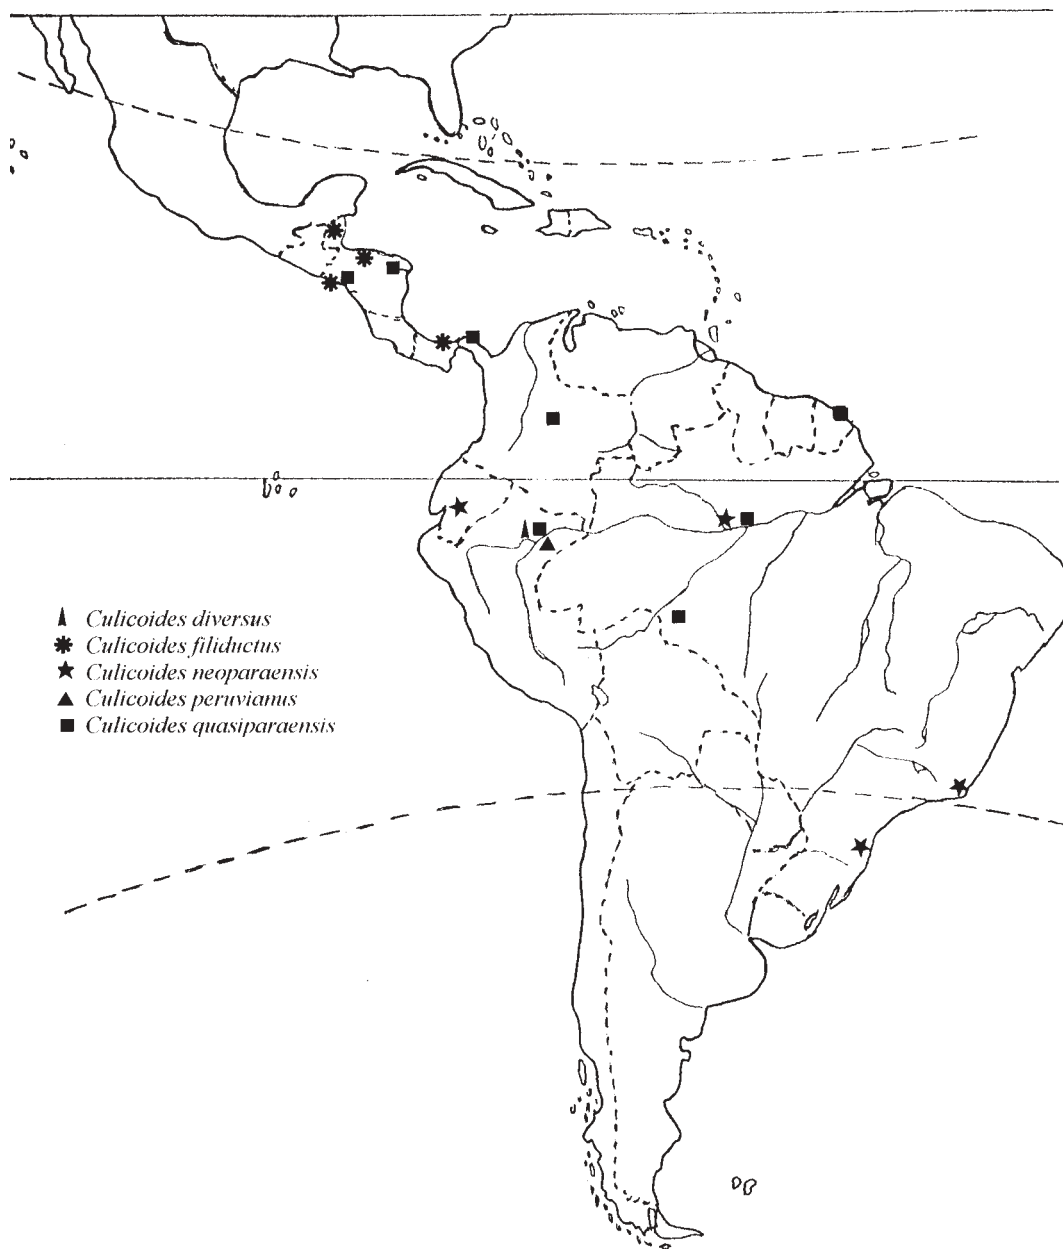 Culicoides diversus
Culicoides filiductus
Culicoides neoparaensis
Culicoides peruvianus
Culicoides quasiparaensis